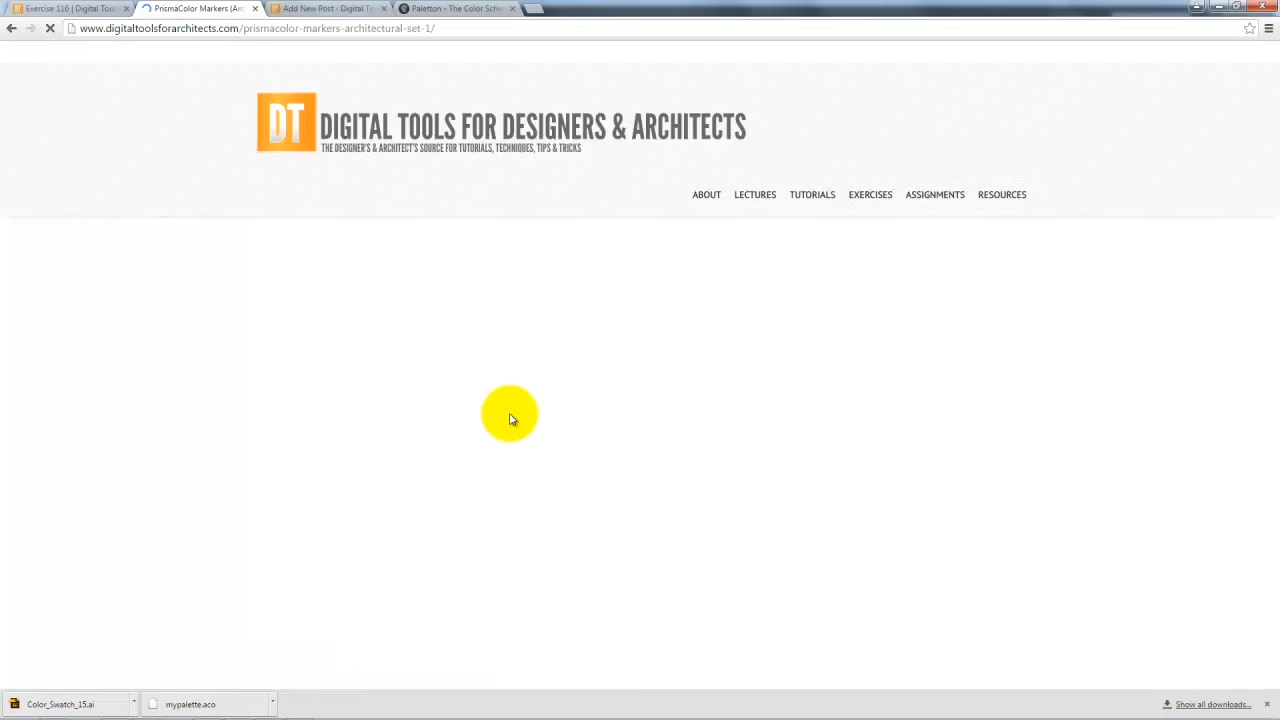 Exercise 116 | Digital Tool
PrismaColor Markers (Arc
Add New Post ‹ Digital To
Paletton - The Color Sche
www.digitaltoolsforarchitects.com/prismacolor-markers-architectural-set-1/
DT
DIGITAL TOOLS FOR DESIGNERS & ARCHITECTS
THE DESIGNER'S & ARCHITECT'S SOURCE FOR TUTORIALS, TECHNIQUES, TIPS & TRICKS
ABOUT LECTURES TUTORIALS EXERCISES ASSIGNMENTS RESOURCES
Color_Swatch_15.ai
mypalette.aco
Show all downloads...